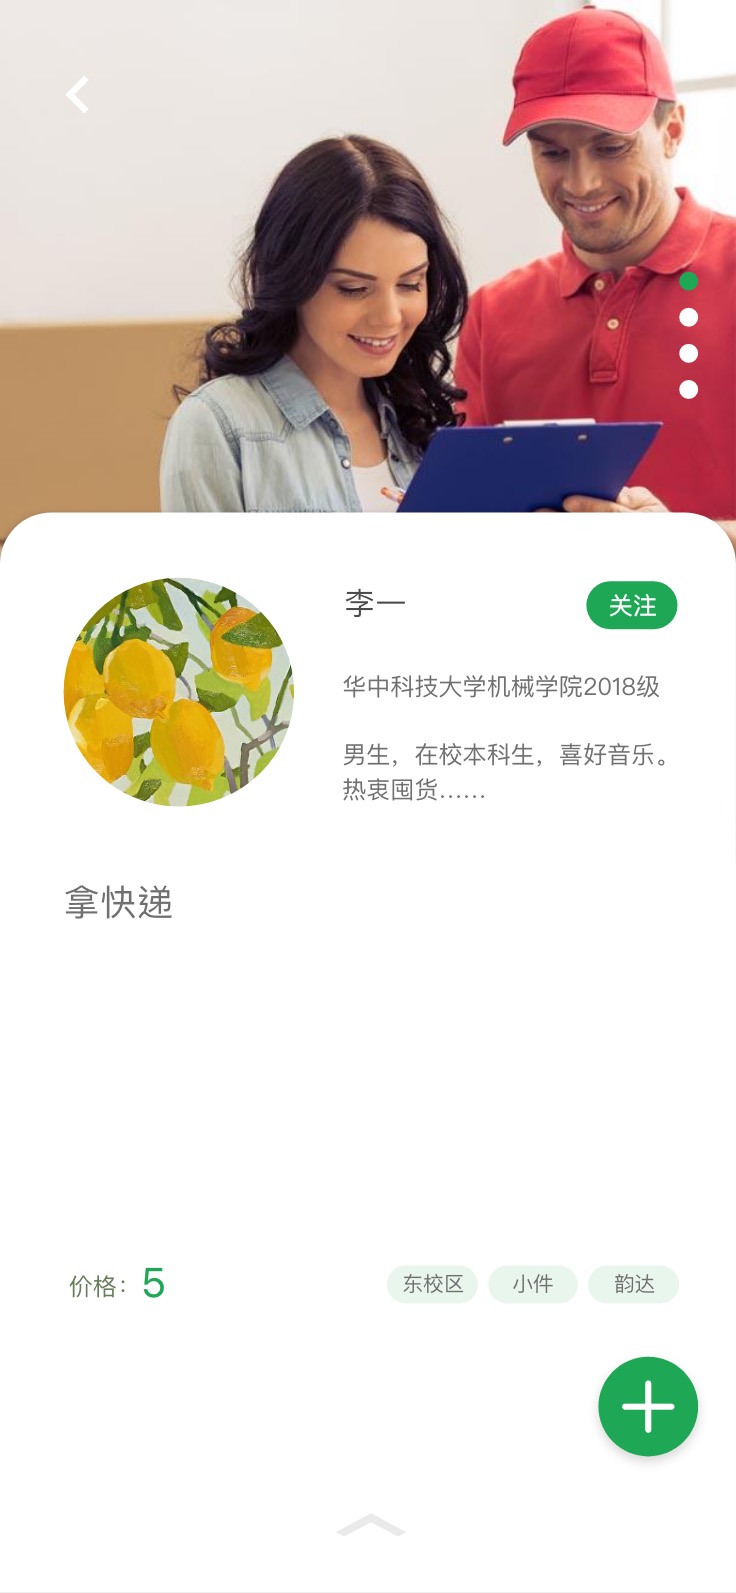 李一
关注
华中科技大学机械学院2018级
男生，在校本科生，喜好音乐。
热衷囤货……
拿快递
价格：5
东校区
小件
韵达